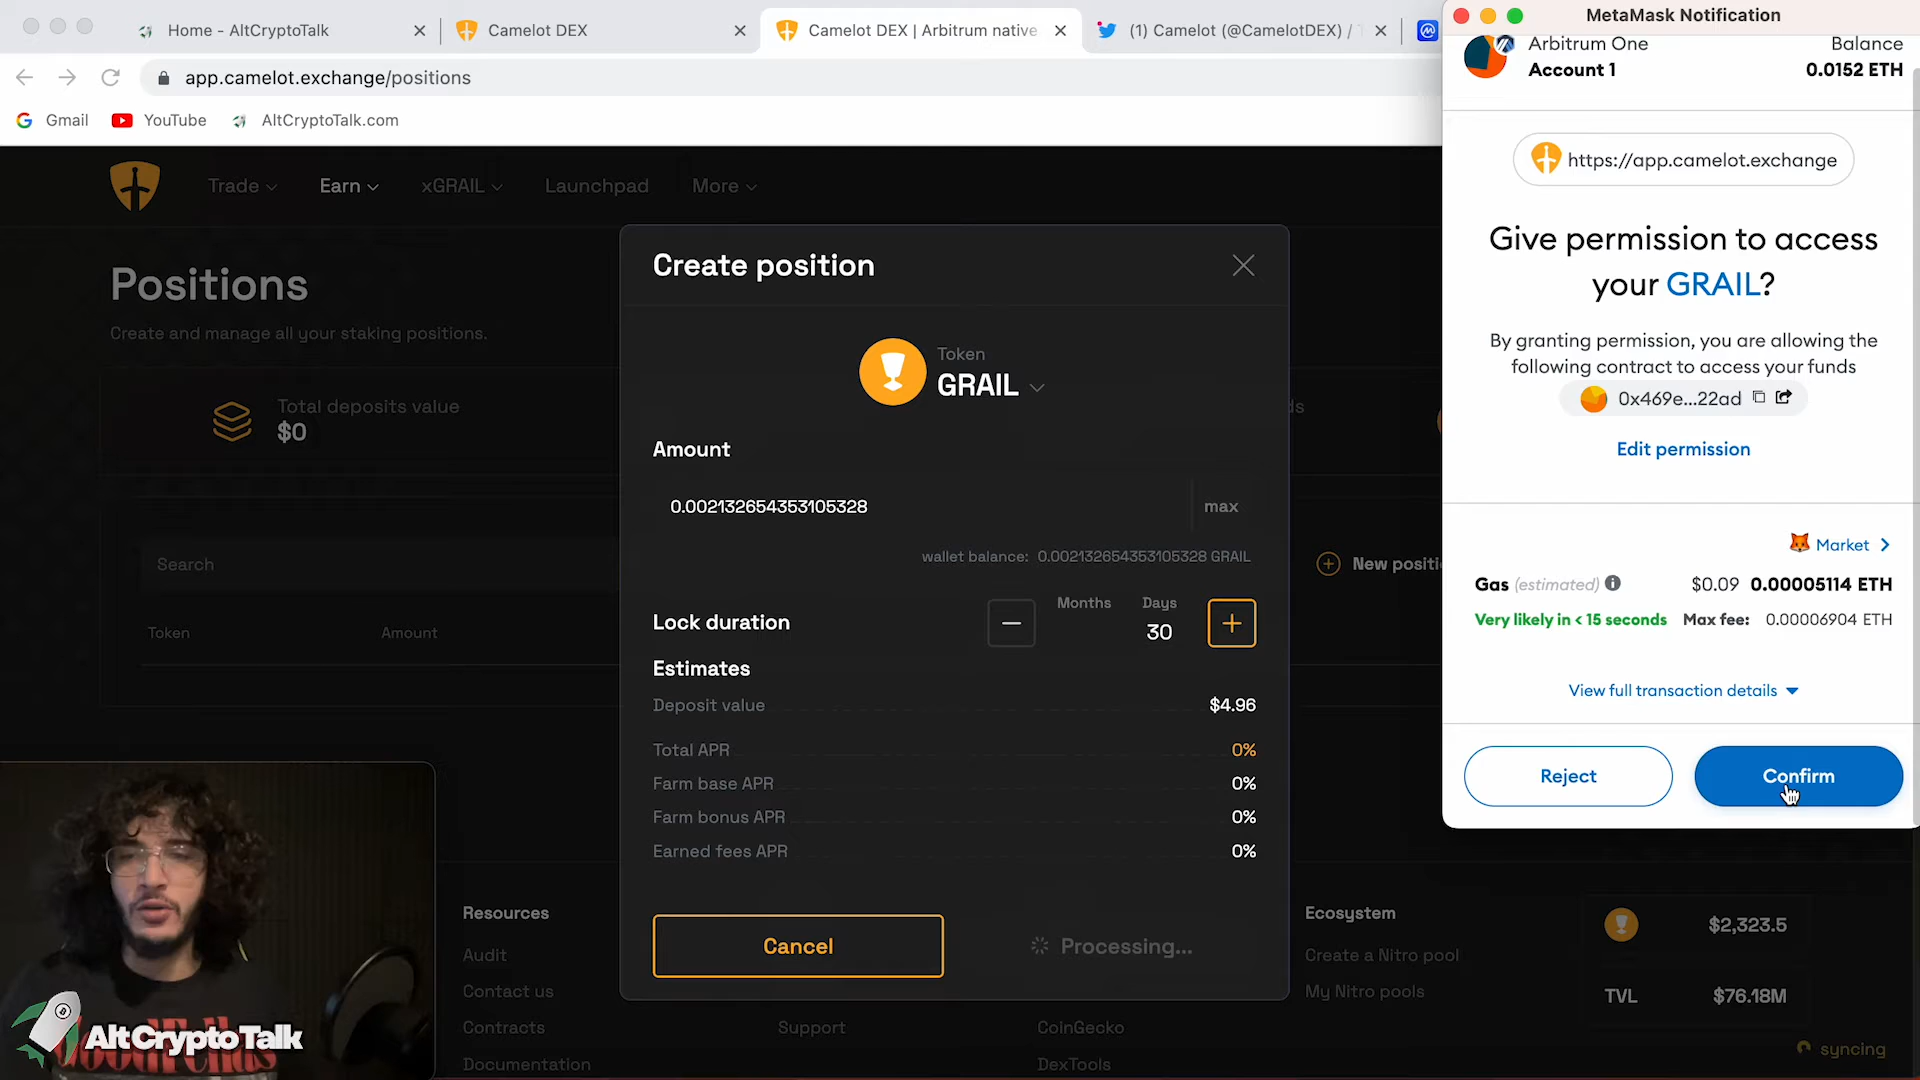 Home - AltCryptoTalk
Camelot DEX
Camelot DEX | Arbitrum native
(1) Camelot (@CamelotDEX) /
app.camelot.exchange/positions
Gmail
YouTube
AltCryptoTalk.com
Trade
Earn
xGRAIL
Launchpad
More
Positions
Create and manage all your staking positions.
Total deposits value
$0
Search
New positi
Token
Amount
Create position
Token
GRAIL
Amount
0.002132654353105328
max
wallet balance: 0.002132654353105328 GRAIL
Lock duration
Months
Days
30
Estimates
Deposit value
$4.96
Total APR
0%
Farm base APR
0%
Farm bonus APR
0%
Earned fees APR
0%
Cancel
Processing...
MetaMask Notification
Arbitrum One
Account 1
Balance
0.0152 ETH
https://app.camelot.exchange
Give permission to access
your GRAIL?
By granting permission, you are allowing the
following contract to access your funds
0x469e...22ad
Edit permission
Market
Gas (estimated)
$0.09 0.00005114 ETH
Very likely in < 15 seconds
Max fee: 0.00006904 ETH
View full transaction details
Reject
Confirm
Resources
Audit
Contact us
Contracts
Documentation
Support
CoinGecko
DexTools
Ecosystem
Create a Nitro pool
My Nitro pools
$2,323.5
TVL
$76.18M
syncing
AltCryptoTalk